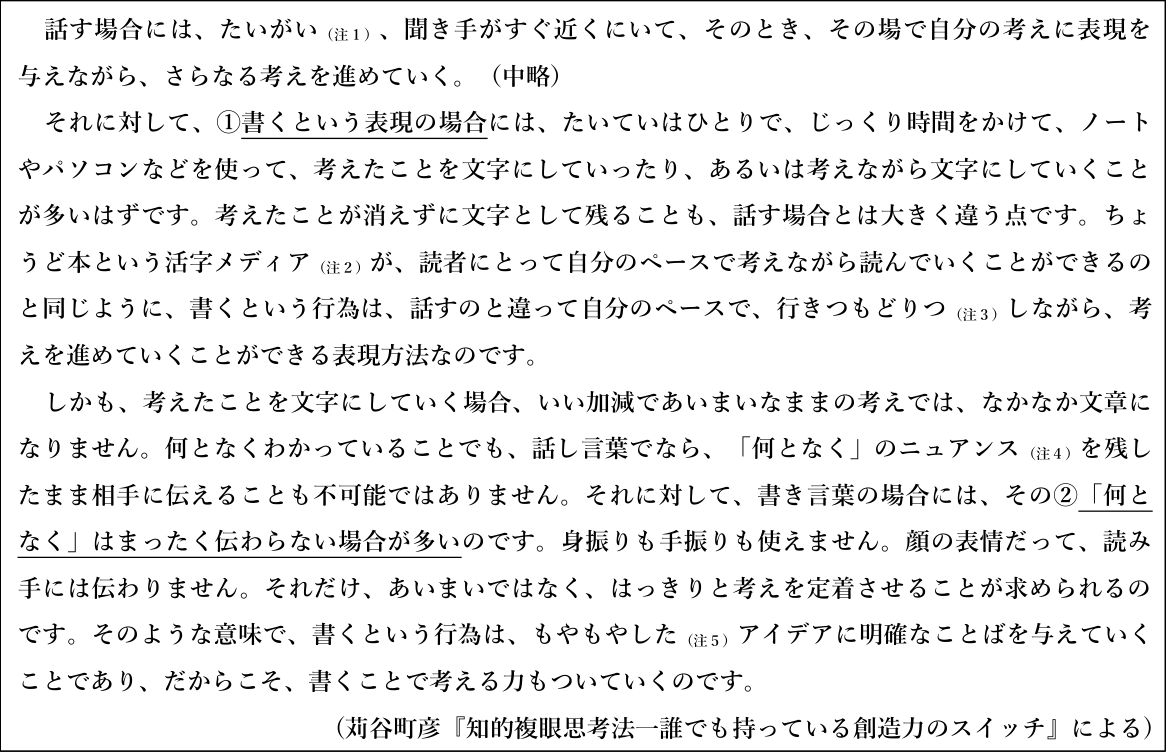 話す場合には、たいがい（注1）、聞き手がすぐ近くにいて、そのとき、その場で自分の考えに表現を
与えながら、さらなる考えを進めていく。（中略）
それに対して、①書くという表現の場合には、たいていはひとりで、じっくり時間をかけて、ノート
やパソコンなどを使って、考えたことを文字にしていったり、あるいは考えながら文字にしていくこと
が多いはずです。考えたことが消えずに文字として残ることも、話す場合とは大きく違う点です。ちょ
うど本という活字メディア（注2）が、読者にとって自分のペースで考えながら読んでいくことができるの
と同じように、書くという行為は、話すのと違って自分のペースで、行きつもどりつ（注3）しながら、考
えを進めていくことができる表現方法なのです。
しかも、考えたことを文字にしていく場合、いい加減であいまいなままの考えでは、なかなか文章に
なりません。何となくわかっていることでも、話し言葉でなら、「何となく」のニュアンス（注4）を残し
たまま相手に伝えることも不可能ではありません。それに対して、書き言葉の場合には、その②「何と
なく」はまったく伝わらない場合が多いのです。身振りも手振りも使えません。顔の表情だって、読み
手には伝わりません。それだけ、あいまいではなく、はっきりと考えを定着させることが求められるの
です。そのような意味で、書くという行為は、もやもやした（注5）アイデアに明確なことばを与えていく
ことであり、だからこそ、書くことで考える力もついていくのです。
（苅谷町彦『知的複眼思考法―誰でも持っている創造力のスイッチ』による）